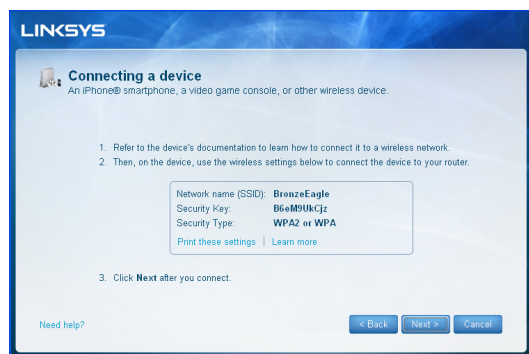 LINKSYS
Connecting a device
An iPhone® smartphone, a video game console, or other wireless device.
1. Refer to the device's documentation to learn how to connect it to a wireless network.
2. Then, on the device, use the wireless settings below to connect the device to your router.
Network name (SSID): BronzeEagle
Security Key: B6eM9UkCjz
Security Type: WPA2 or WPA
Print these settings | Learn more
3. Click Next after you connect.
Need help? < Back Next > Cancel